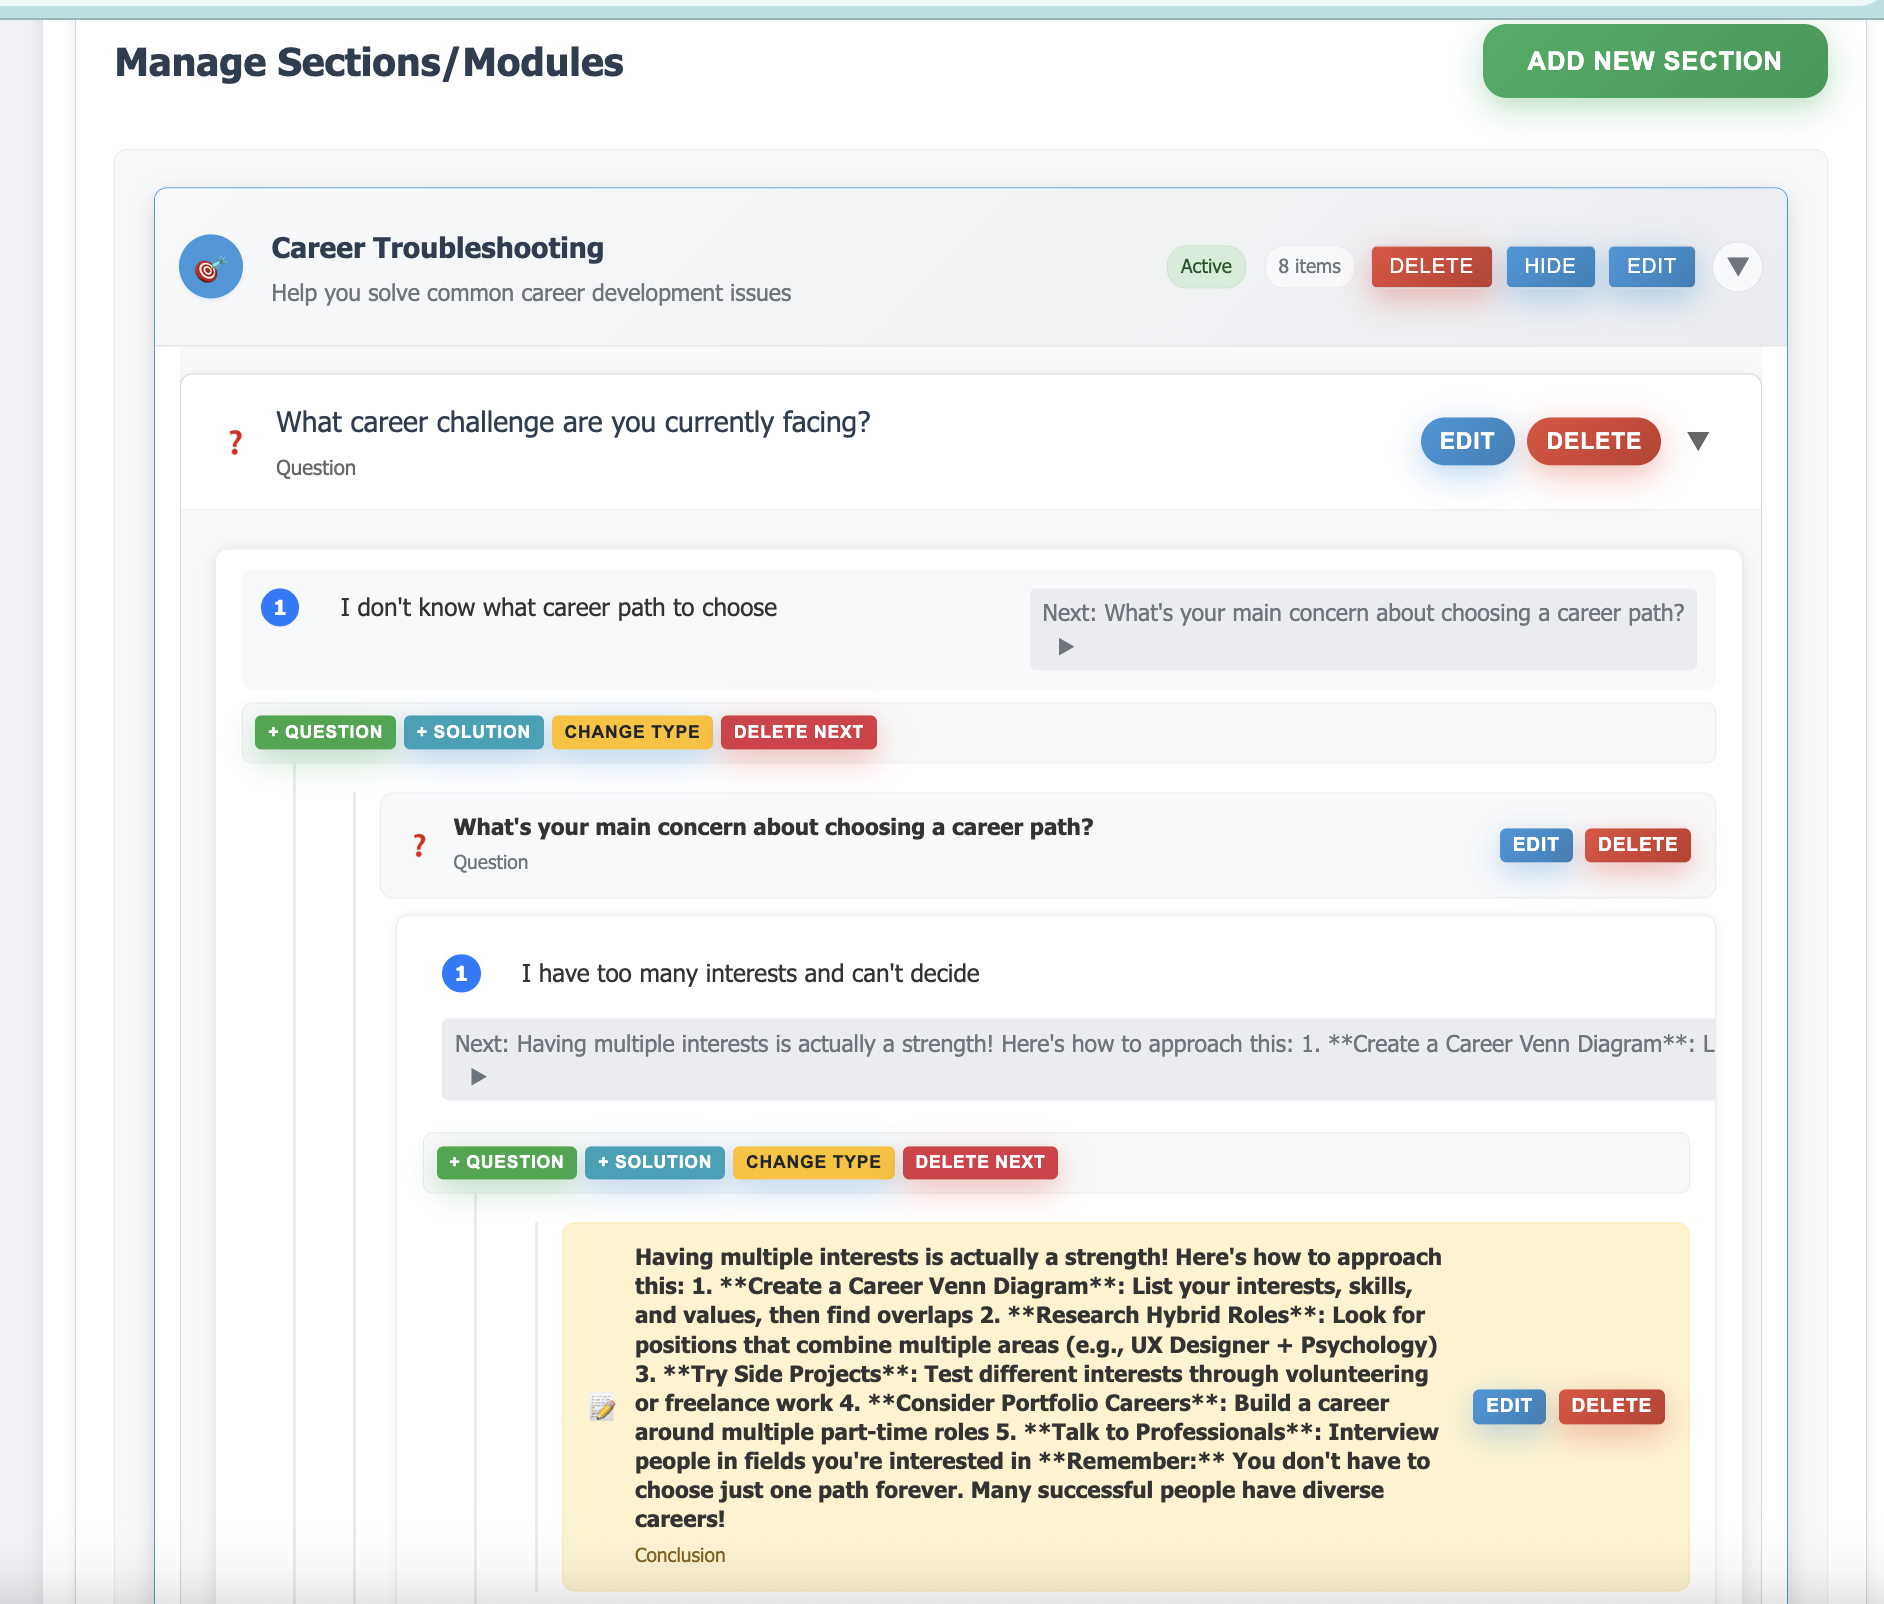 Manage Sections/Modules
ADD NEW SECTION
Career Troubleshooting
Help you solve common career development issues
Active
8 items
DELETE
HIDE
EDIT
What career challenge are you currently facing?
Question
EDIT
DELETE
1
I don't know what career path to choose
Next: What's your main concern about choosing a career path?
+ QUESTION
+ SOLUTION
CHANGE TYPE
DELETE NEXT
What's your main concern about choosing a career path?
Question
EDIT
DELETE
1
I have too many interests and can't decide
Next: Having multiple interests is actually a strength! Here's how to approach this: 1. **Create a Career Venn Diagram**: L
+ QUESTION
+ SOLUTION
CHANGE TYPE
DELETE NEXT
Having multiple interests is actually a strength! Here's how to approach
this: 1. **Create a Career Venn Diagram**: List your interests, skills,
and values, then find overlaps 2. **Research Hybrid Roles**: Look for
positions that combine multiple areas (e.g., UX Designer + Psychology)
3. **Try Side Projects**: Test different interests through volunteering
or freelance work 4. **Consider Portfolio Careers**: Build a career
around multiple part-time roles 5. **Talk to Professionals**: Interview
people in fields you're interested in **Remember:** You don't have to
choose just one path forever. Many successful people have diverse
careers!
Conclusion
EDIT
DELETE